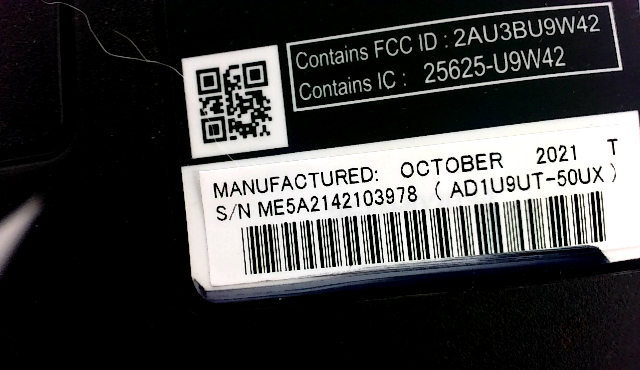 Contains FCC ID : 2AU3BU9W42
Contains IC : 25625-U9W42
MANUFACTURED: OCTOBER 2021 T
S/N ME5A2142103978 ( AD1U9UT-50UX )